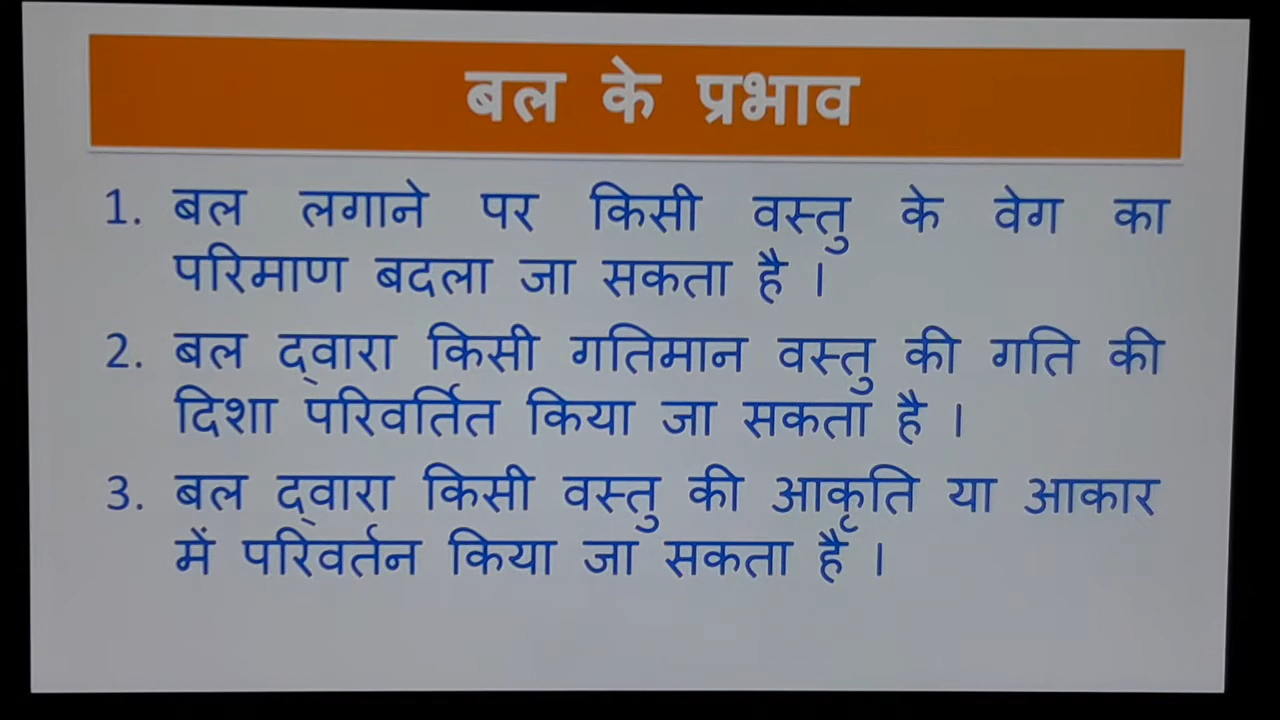 बल के प्रभाव
1. बल लगाने पर किसी वस्तु के वेग का
परिमाण बदला जा सकता है ।
2. बल द्वारा किसी गतिमान वस्तु की गति की
दिशा परिवर्तित किया जा सकता है ।
3. बल द्वारा किसी वस्तु की आकृति या आकार
में परिवर्तन किया जा सकता है ।